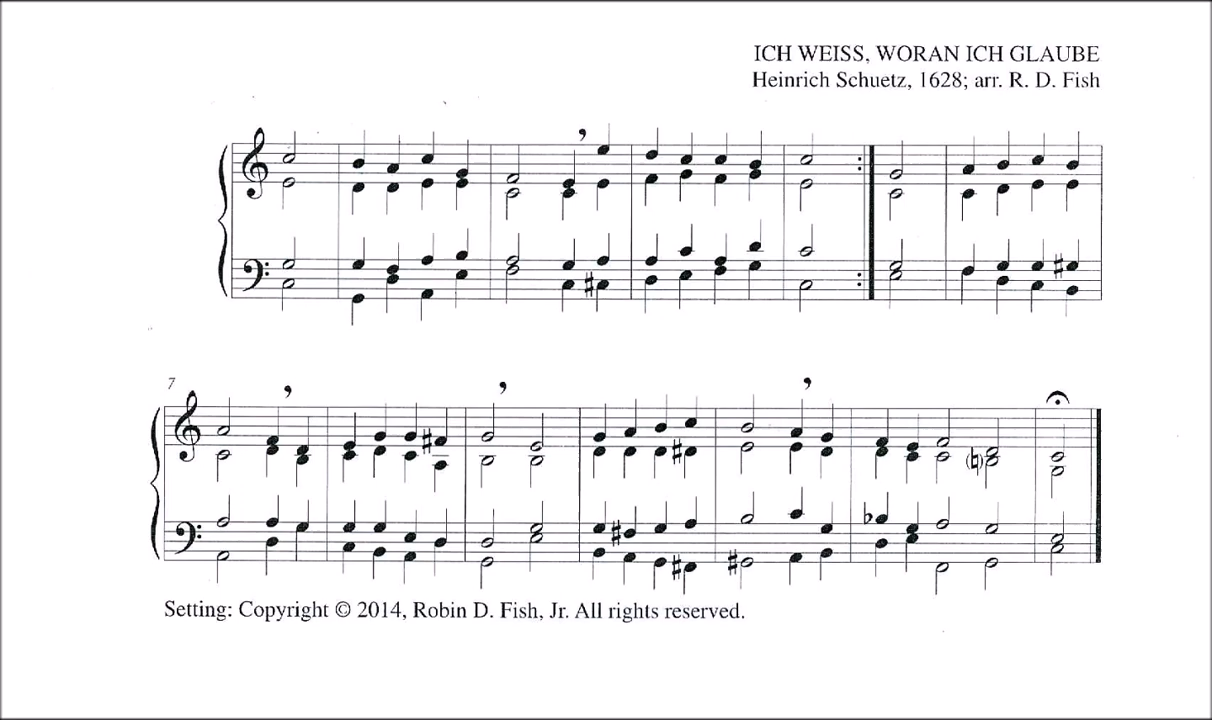 ICH WEISS, WORAN ICH GLAUBE
Heinrich Schuetz, 1628; arr. R. D. Fish
7
Setting: Copyright © 2014, Robin D. Fish, Jr. All rights reserved.